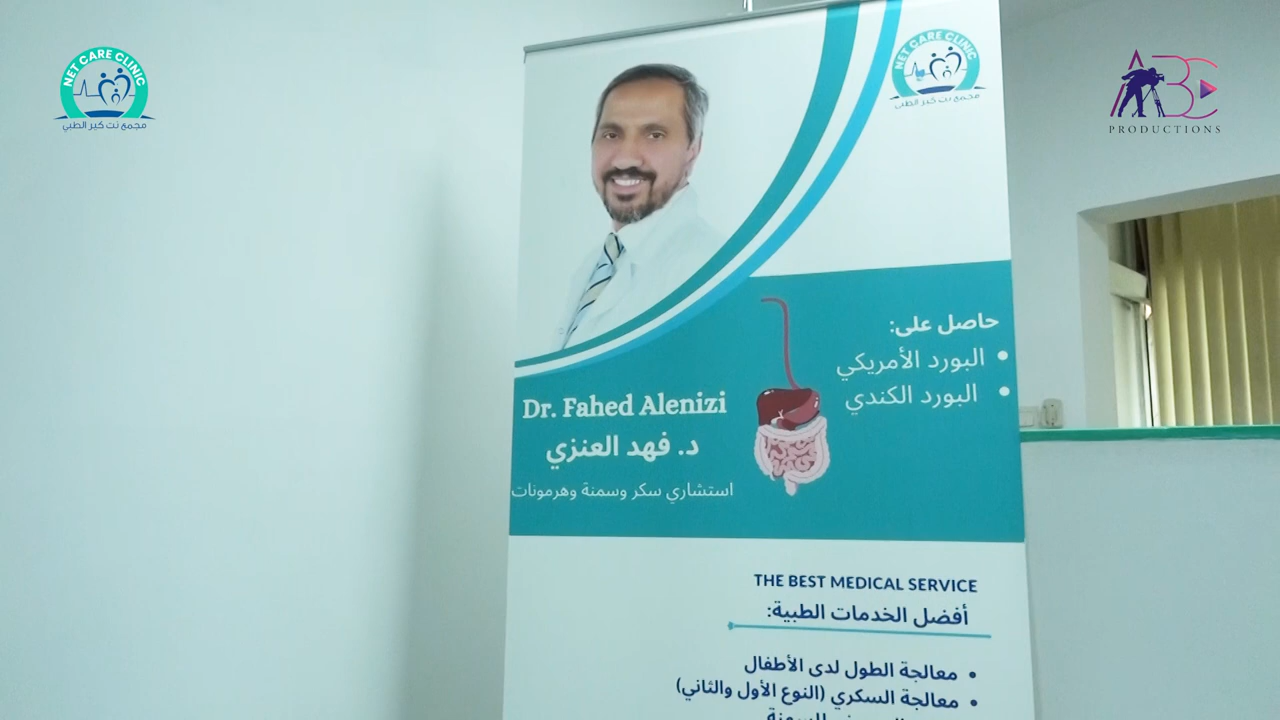 NET CARE CLINIC
مجمع نت كير الطبي
ABC
PRODUCTIONS
NET CARE CLINIC
مجمع نت كير الطبي
حاصل على:
• البورد الأمريكي
• البورد الكندي
Dr. Fahed Alenizi
د. فهد العنزي
استشاري سكر وسمنة وهرمونات
THE BEST MEDICAL SERVICE
أفضل الخدمات الطبية:
• معالجة الطول لدى الأطفال
• معالجة السكري (النوع الأول والثاني)